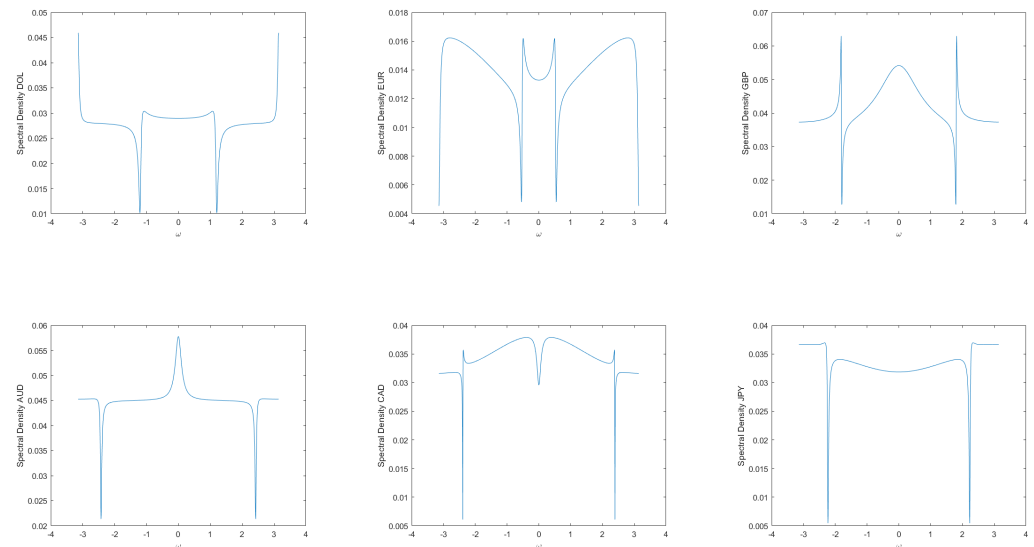 Spectral Density DOL
0.05
0.045
0.04
0.035
0.03
0.025
0.02
0.015
0.01
-4 -3 -2 -1 0 1 2 3 4
ω
Spectral Density EUR
0.018
0.016
0.014
0.012
0.01
0.008
0.006
0.004
-4 -3 -2 -1 0 1 2 3 4
ω
Spectral Density GBP
0.07
0.06
0.05
0.04
0.03
0.02
0.01
-4 -3 -2 -1 0 1 2 3 4
ω
Spectral Density AUD
0.06
0.055
0.05
0.045
0.04
0.035
0.03
0.025
0.02
-4 -3 -2 -1 0 1 2 3 4
ω
Spectral Density CAD
0.04
0.035
0.03
0.025
0.02
0.015
0.01
0.005
-4 -3 -2 -1 0 1 2 3 4
ω
Spectral Density JPY
0.04
0.035
0.03
0.025
0.02
0.015
0.01
0.005
-4 -3 -2 -1 0 1 2 3 4
ω